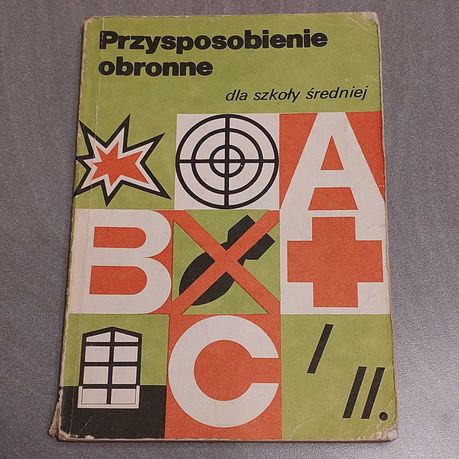 Przysposobienie
obronne
dla szkoły średniej
A
B
C
I
II.